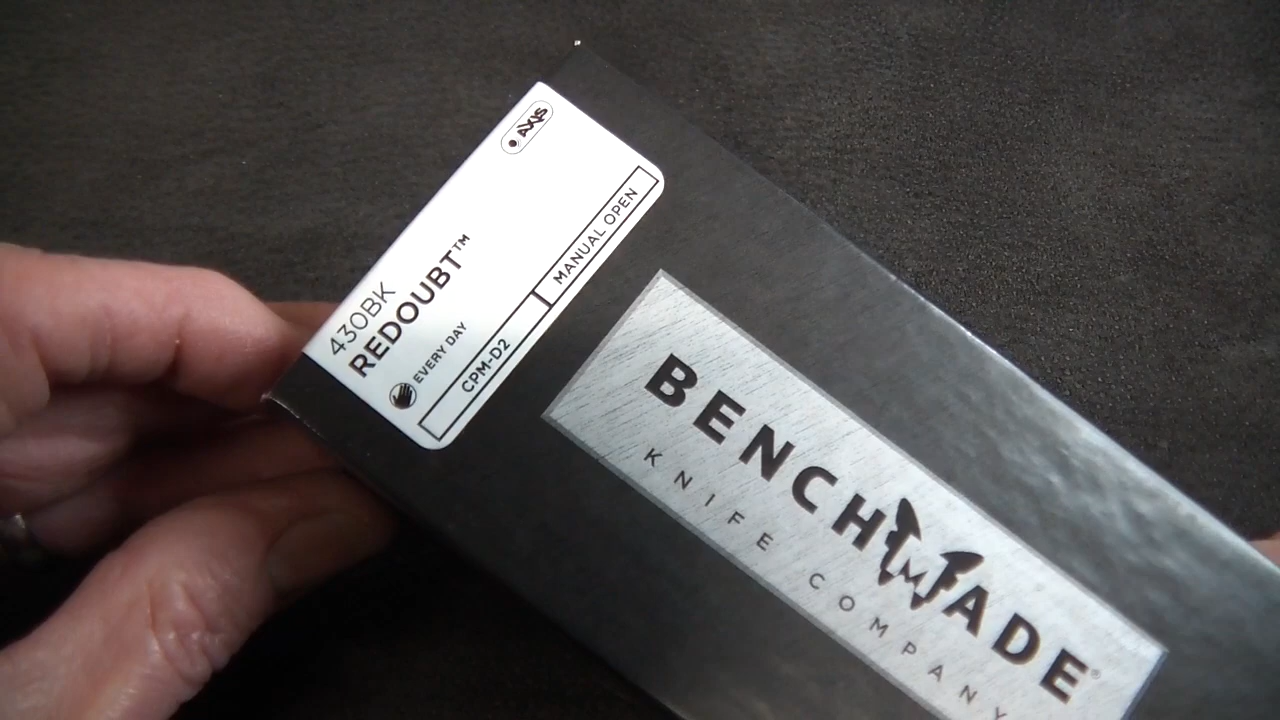 AXIS
430BK
REDOUBT™
EVERY DAY
CPM-D2
MANUAL OPEN
BENCHMADE®
KNIFE COMPANY